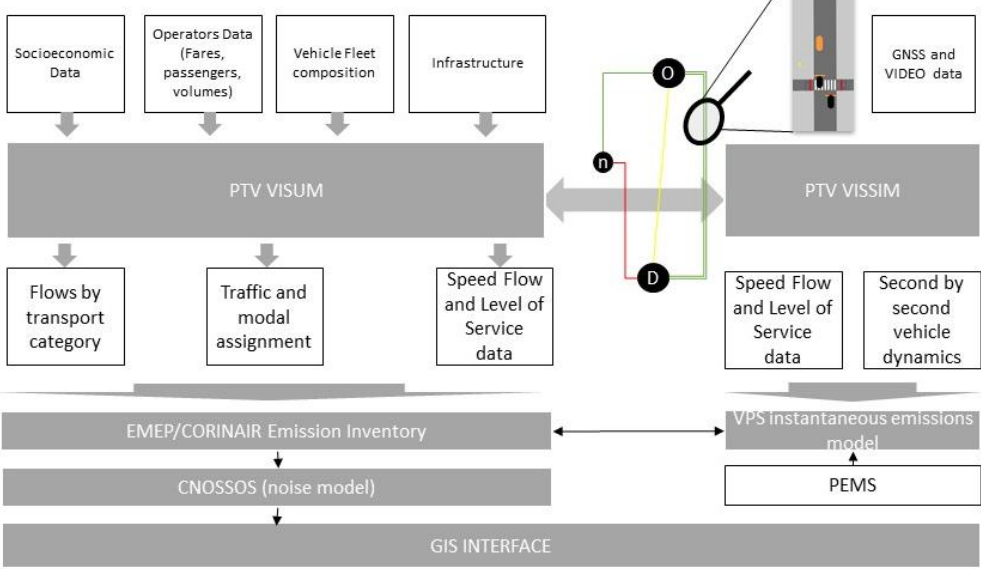 Socioeconomic
Data
Operators Data
(Fares,
passengers,
volumes)
Vehicle Fleet
composition
Infrastructure
GNSS and
VIDEO data
O
n
D
PTV VISUM
PTV VISSIM
Flows by
transport
category
Traffic and
modal
assignment
Speed Flow
and Level of
Service
data
Speed Flow
and Level of
Service
data
Second by
second
vehicle
dynamics
EMEP/CORINAIR Emission Inventory
VPS instantaneous emissions
model
CNOSSOS (noise model)
PEMS
GIS INTERFACE